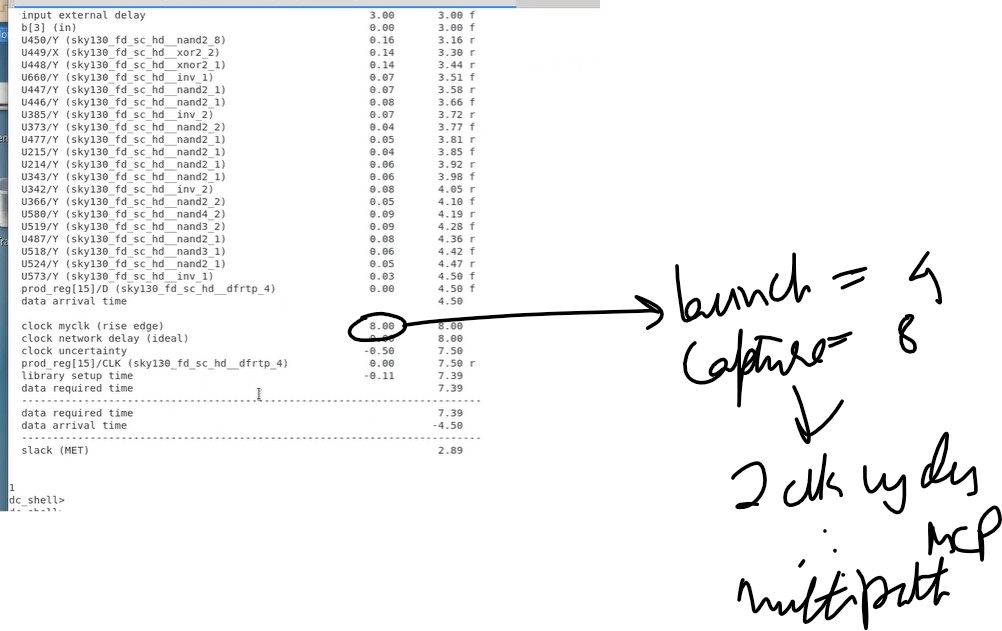 input external delay 3.00 3.00 f
b[3] (in) 0.00 3.00 f
U450/Y (sky130_fd_sc_hd__nand2_8) 0.16 3.16 r
U449/X (sky130_fd_sc_hd__xor2_2) 0.14 3.30 r
U448/Y (sky130_fd_sc_hd__xnor2_1) 0.14 3.44 r
U660/Y (sky130_fd_sc_hd__inv_1) 0.07 3.51 f
U447/Y (sky130_fd_sc_hd__nand2_1) 0.07 3.58 r
U446/Y (sky130_fd_sc_hd__nand2_1) 0.08 3.66 f
U385/Y (sky130_fd_sc_hd__inv_2) 0.07 3.72 r
U373/Y (sky130_fd_sc_hd__nand2_2) 0.04 3.77 f
U477/Y (sky130_fd_sc_hd__nand2_1) 0.05 3.81 r
U215/Y (sky130_fd_sc_hd__nand2_1) 0.04 3.85 f
U214/Y (sky130_fd_sc_hd__nand2_1) 0.06 3.92 r
U343/Y (sky130_fd_sc_hd__nand2_1) 0.06 3.98 f
U342/Y (sky130_fd_sc_hd__inv_2) 0.08 4.05 r
U366/Y (sky130_fd_sc_hd__nand2_2) 0.05 4.10 f
U580/Y (sky130_fd_sc_hd__nand4_2) 0.09 4.19 r
U519/Y (sky130_fd_sc_hd__nand3_2) 0.09 4.28 f
U487/Y (sky130_fd_sc_hd__nand2_1) 0.08 4.36 r
U518/Y (sky130_fd_sc_hd__nand3_1) 0.06 4.42 f
U524/Y (sky130_fd_sc_hd__nand2_1) 0.05 4.47 r
U573/Y (sky130_fd_sc_hd__inv_1) 0.03 4.50 f
prod_reg[15]/D (sky130_fd_sc_hd__dfrtp_4) 0.00 4.50 f
data arrival time 4.50
clock myclk (rise edge) 8.00 8.00
clock network delay (ideal) 0.00 8.00
clock uncertainty -0.50 7.50
prod_reg[15]/CLK (sky130_fd_sc_hd__dfrtp_4) 0.00 7.50 r
library setup time -0.11 7.39
data required time 7.39
data required time 7.39
data arrival time -4.50
slack (MET) 2.89
1
dc_shell>
launch = 4
Capture= 8
2 clk cycles
MCP
multipath